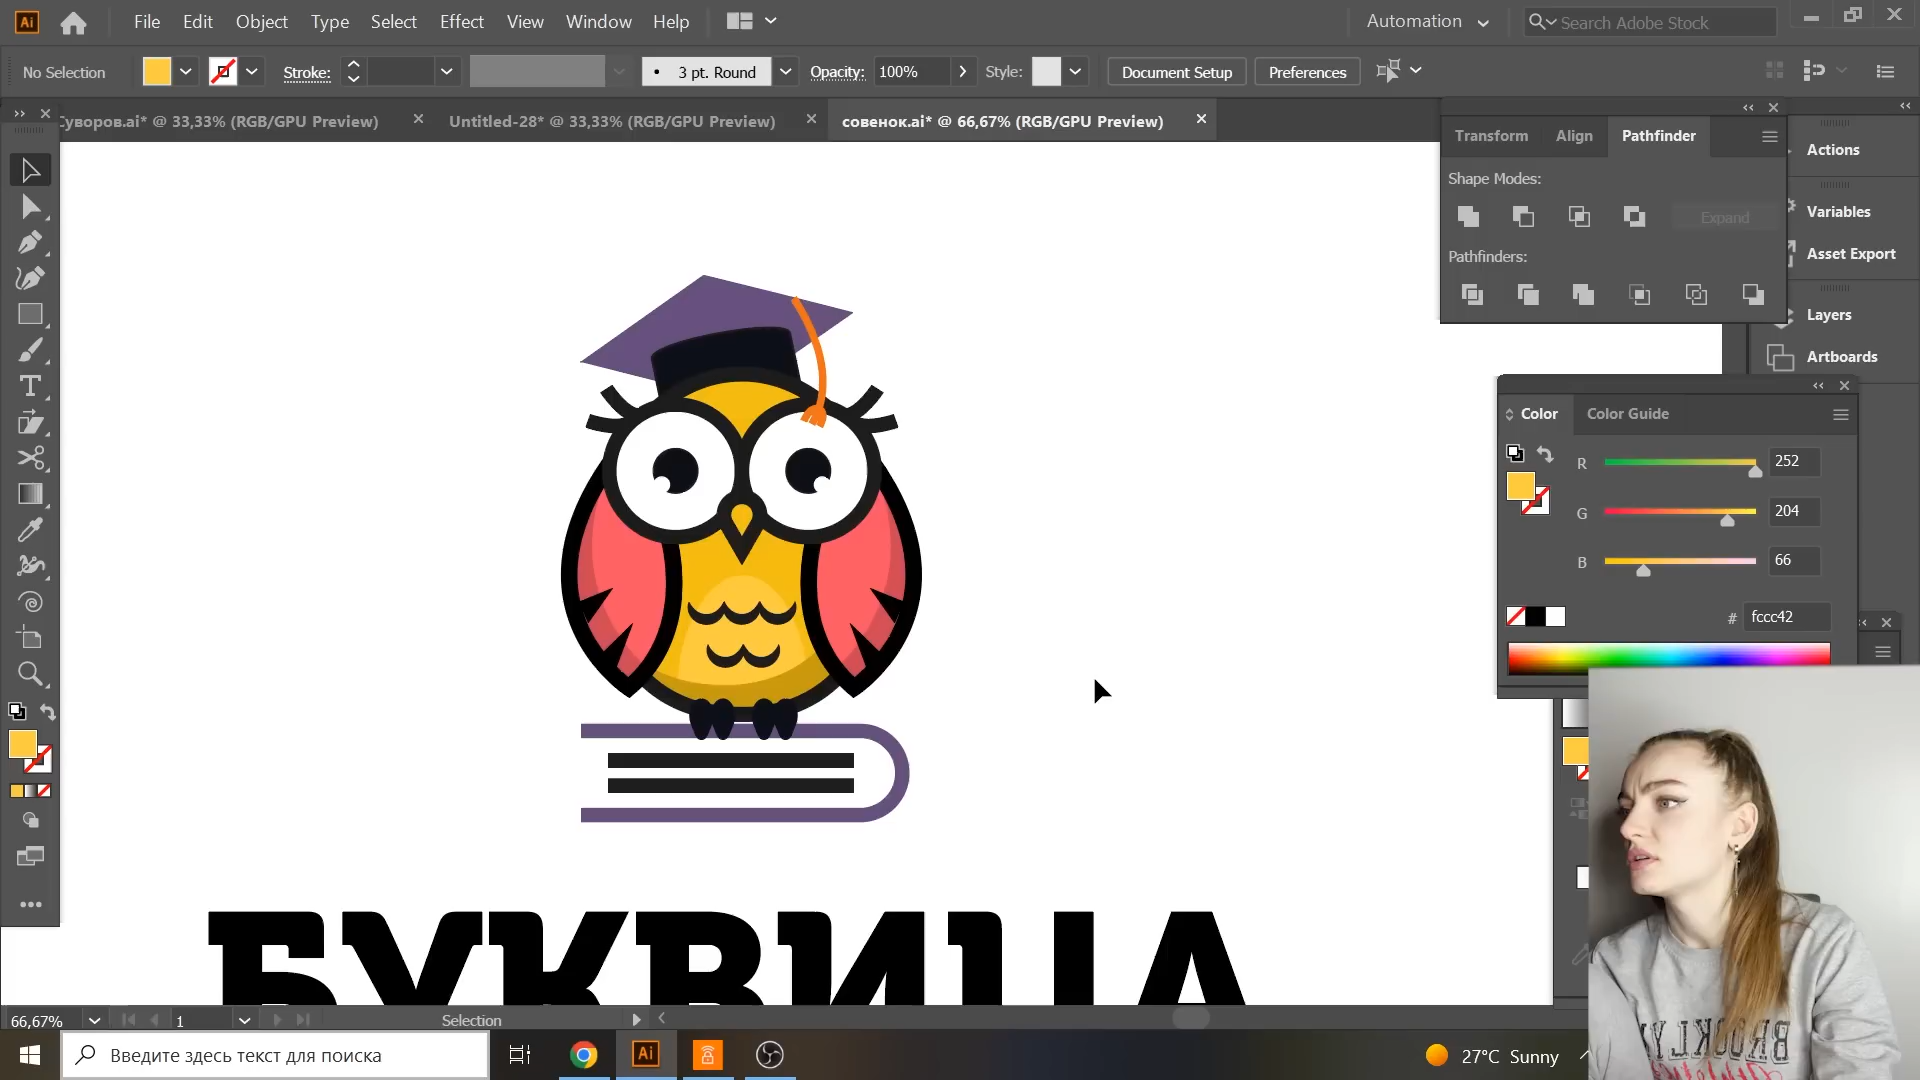 File Edit Object Type Select Effect View Window Help
Automation
Search Adobe Stock
No Selection
Stroke:
3 pt. Round
Opacity: 100%
Style:
Document Setup
Preferences
Суворов.ai* @ 33,33% (RGB/GPU Preview)
Untitled-28* @ 33,33% (RGB/GPU Preview)
совенок.ai* @ 66,67% (RGB/GPU Preview)
Transform Align Pathfinder
Shape Modes:
Expand
Pathfinders:
Actions
Variables
Asset Export
Layers
Artboards
Color Color Guide
R 252
G 204
B 66
# fccc42
БУКВИЦА
66,67%
1
Selection
Введите здесь текст для поиска
Ai
27°C Sunny